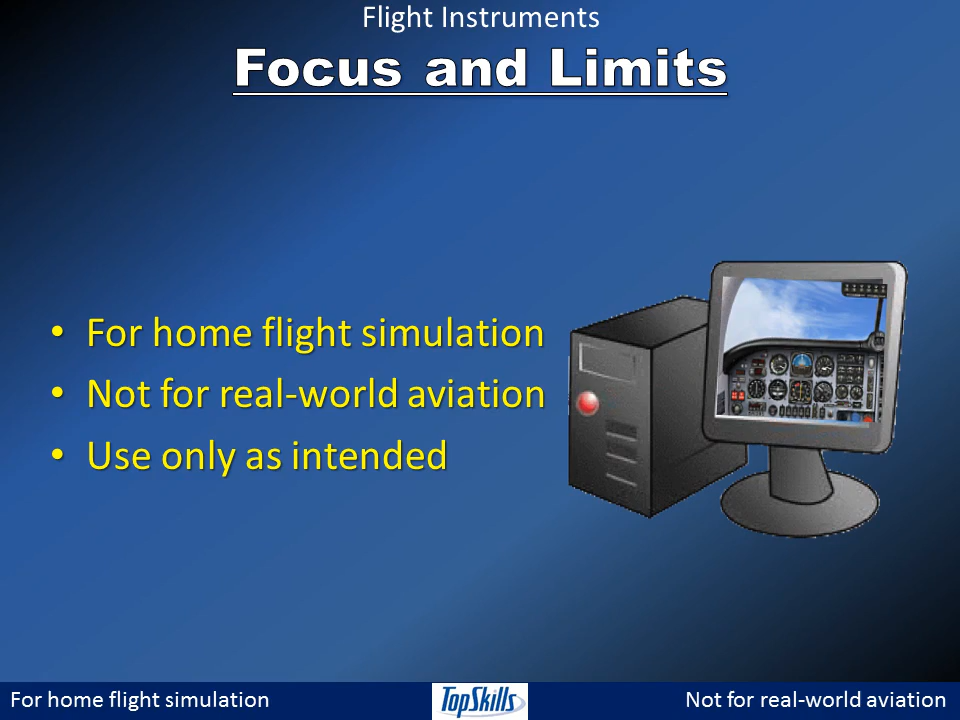 Flight Instruments
Focus and Limits
• For home flight simulation
• Not for real-world aviation
• Use only as intended
For home flight simulation
TopSkills
Not for real-world aviation